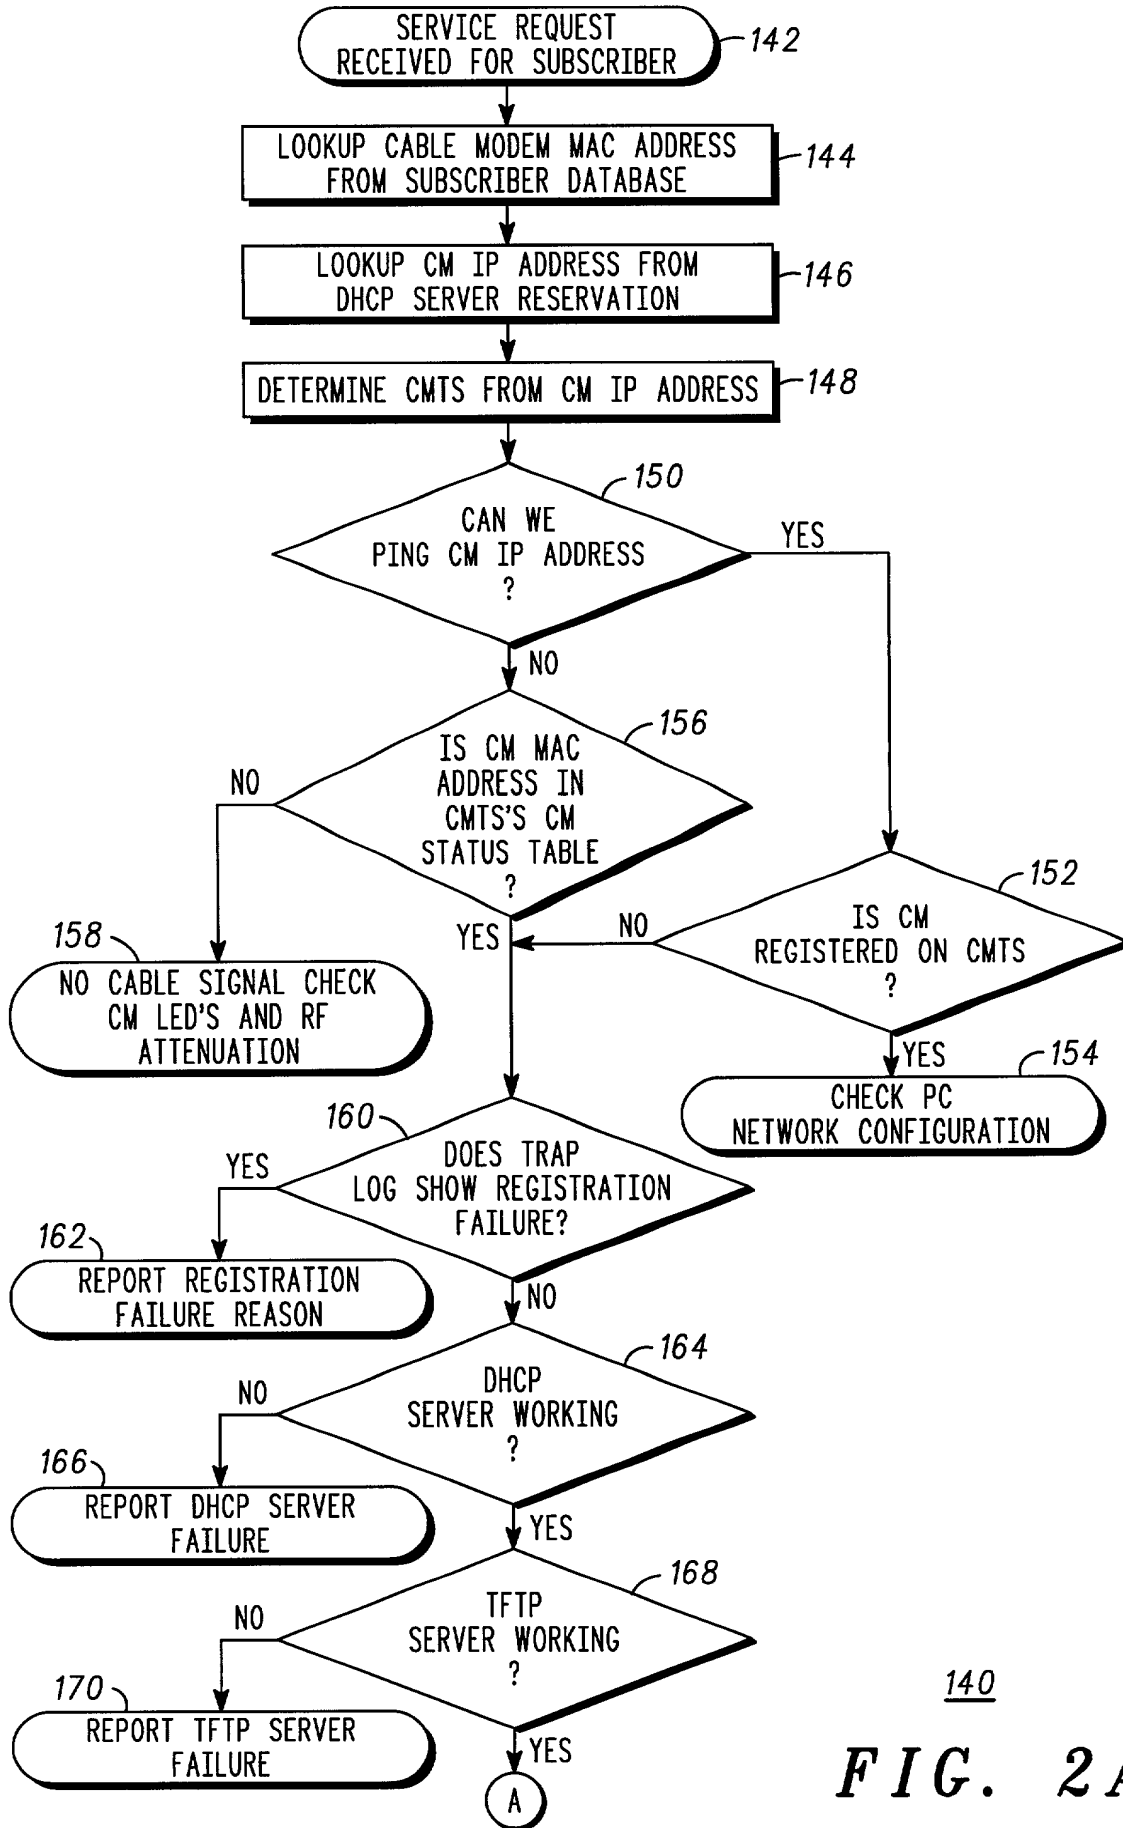 SERVICE REQUEST
RECEIVED FOR SUBSCRIBER
142
LOOKUP CABLE MODEM MAC ADDRESS
FROM SUBSCRIBER DATABASE
144
LOOKUP CM IP ADDRESS FROM
DHCP SERVER RESERVATION
146
DETERMINE CMTS FROM CM IP ADDRESS
148
150
CAN WE
PING CM IP ADDRESS
?
YES
NO
156
IS CM MAC
ADDRESS IN
CMTS'S CM
STATUS TABLE
?
NO
YES
152
IS CM
REGISTERED ON CMTS
?
NO
YES
158
NO CABLE SIGNAL CHECK
CM LED'S AND RF
ATTENUATION
154
CHECK PC
NETWORK CONFIGURATION
160
DOES TRAP
LOG SHOW REGISTRATION
FAILURE?
YES
NO
162
REPORT REGISTRATION
FAILURE REASON
164
DHCP
SERVER WORKING
?
NO
YES
166
REPORT DHCP SERVER
FAILURE
168
TFTP
SERVER WORKING
?
NO
YES
170
REPORT TFTP SERVER
FAILURE
A
140
FIG. 2A